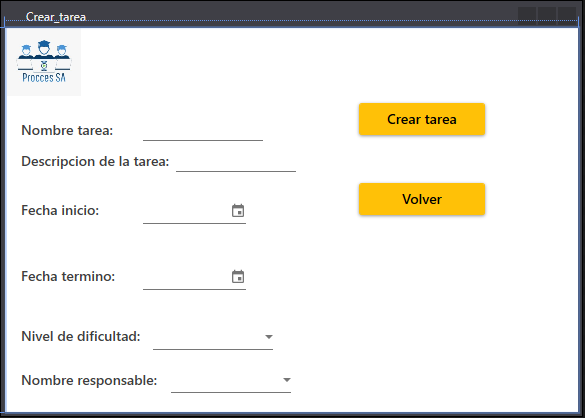 Crear_tarea
Procces SA
Nombre tarea:
Crear tarea
Descripcion de la tarea:
Fecha inicio:
Volver
Fecha termino:
Nivel de dificultad:
Nombre responsable: